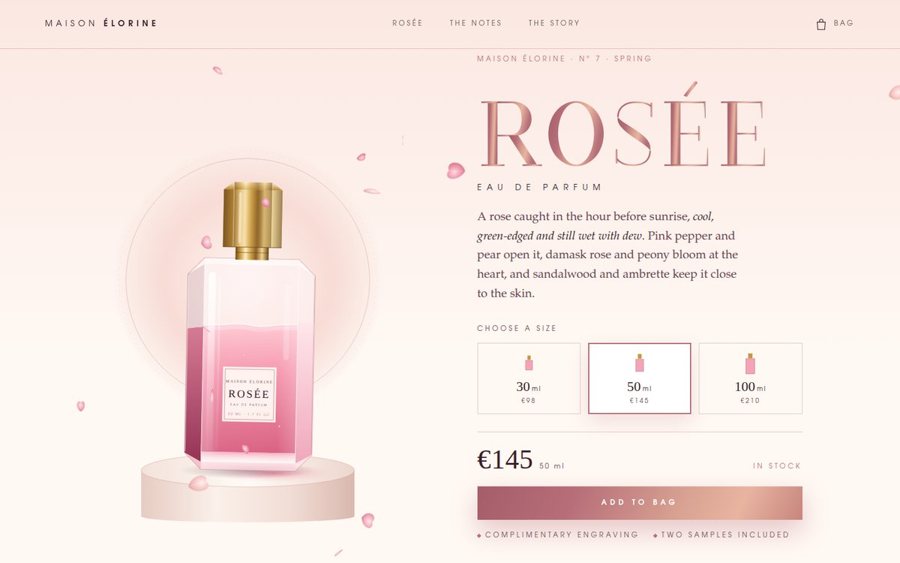 MAISON ÉLORINE
ROSÉE THE NOTES THE STORY
BAG
MAISON ÉLORINE · N° 7 · SPRING
ROSÉE
EAU DE PARFUM
A rose caught in the hour before sunrise, cool,
green-edged and still wet with dew. Pink pepper and
pear open it, damask rose and peony bloom at the
heart, and sandalwood and ambrette keep it close
to the skin.
CHOOSE A SIZE
30 ml
€98
50 ml
€145
100 ml
€210
€145 50 ml
IN STOCK
ADD TO BAG
COMPLIMENTARY ENGRAVING
TWO SAMPLES INCLUDED
MAISON ÉLORINE
ROSÉE
EAU DE PARFUM